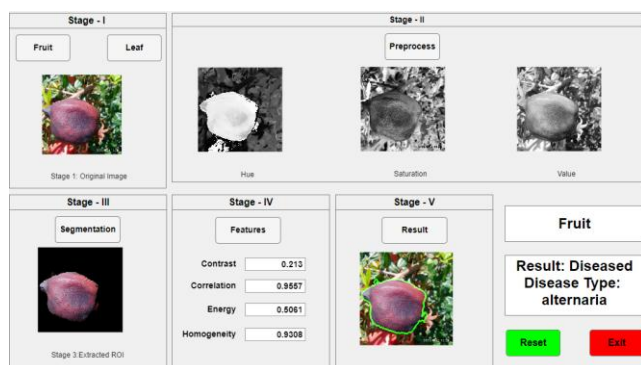 Stage - I
Fruit
Leaf
Stage 1: Original Image
Stage - II
Preprocess
Hue
Saturation
Value
Stage - III
Segmentation
Stage 3:Extracted ROI
Stage - IV
Features
Contrast 0.213
Correlation 0.9557
Energy 0.5061
Homogeneity 0.9308
Stage - V
Result
Fruit
Result: Diseased
Disease Type:
alternaria
Reset
Exit